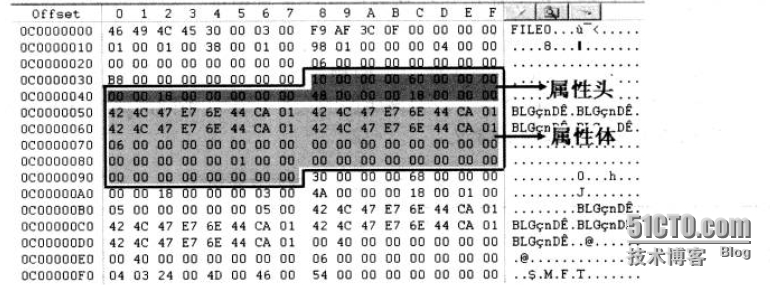 Offset 0 1 2 3 4 5 6 7 8 9 A B C D E F
0C0000000 46 49 4C 45 30 00 03 00 F9 AF 3C 0F 00 00 00 00 FILE0...ù¯<.....
0C0000010 01 00 01 00 38 00 01 00 98 01 00 00 00 04 00 00 ....8...|.......
0C0000020 00 00 00 00 00 00 00 00 06 00 00 00 00 00 00 00 ................
0C0000030 B8 00 00 00 00 00 00 00 10 00 00 00 60 00 00 00
0C0000040 00 00 18 00 00 00 00 00 48 00 00 00 18 00 00 00
属性头
0C0000050 42 4C 47 E7 6E 44 CA 01 42 4C 47 E7 6E 44 CA 01 BLGçnDÊ.BLGçnDÊ.
0C0000060 42 4C 47 E7 6E 44 CA 01 42 4C 47 E7 6E 44 CA 01 BLGçnDÊ.BLGçnDÊ.
0C0000070 06 00 00 00 00 00 00 00 00 00 00 00 00 00 00 00
属性体
0C0000080 00 00 00 00 00 01 00 00 00 00 00 00 00 00 00 00
0C0000090 00 00 00 00 00 00 00 00 30 00 00 00 68 00 00 00 ........0...h...
0C00000A0 00 00 18 00 00 00 03 00 4A 00 00 00 18 00 01 00 ........J.......
0C00000B0 05 00 00 00 00 00 05 00 42 4C 47 E7 6E 44 CA 01 ........BLGçnDÊ.
0C00000C0 42 4C 47 E7 6E 44 CA 01 42 4C 47 E7 6E 44 CA 01 BLGçnDÊ.BLGçnDÊ.
0C00000D0 42 4C 47 E7 6E 44 CA 01 00 40 00 00 00 00 00 00 BLGçnDÊ..@......
0C00000E0 00 40 00 00 00 00 00 00 06 00 00 00 00 00 00 00 .@..............
0C00000F0 04 03 24 00 4D 00 46 00 54 00 00 00 00 00 00 00 ..$.M.F.T.......
51CTO.com
技术博客 Blog